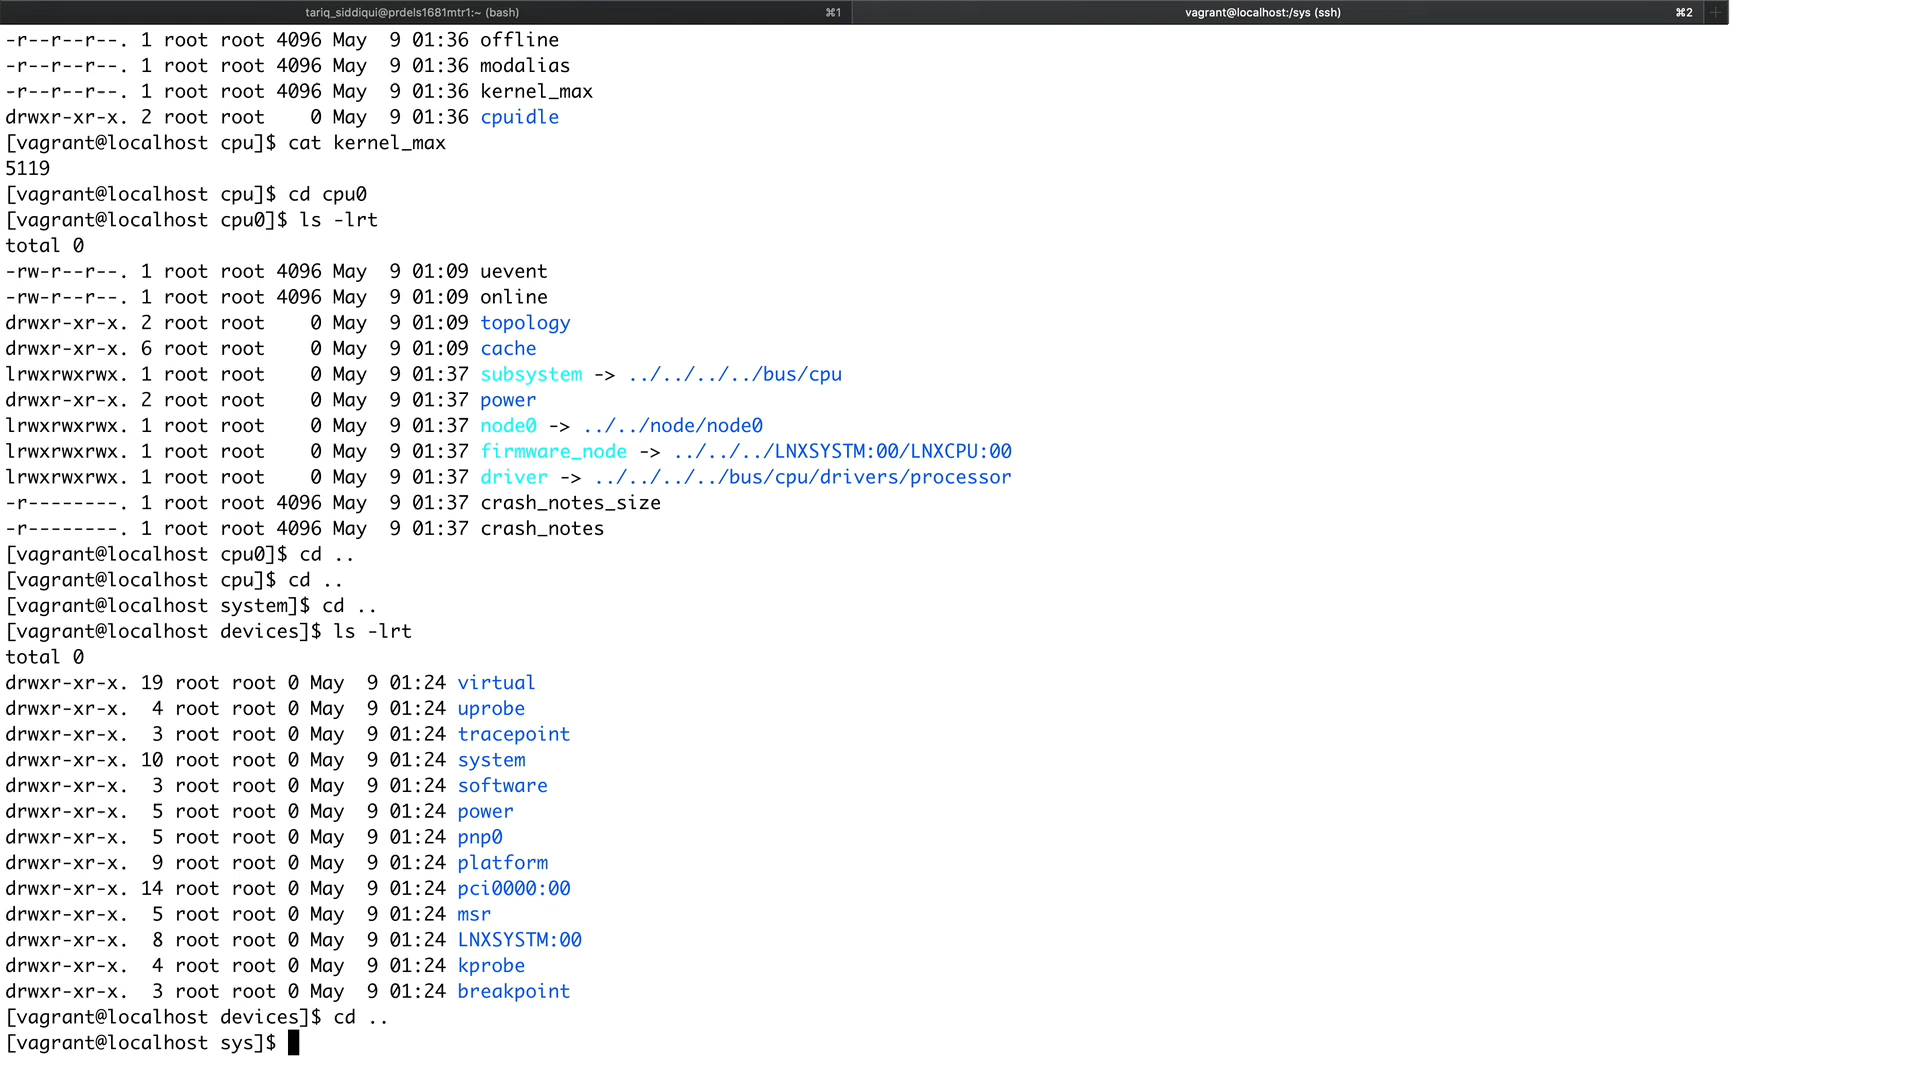 tariq_siddiqui@prdels1681mtr1:~ (bash) ⌘1 vagrant@localhost:/sys (ssh) ⌘2 +
-r--r--r--. 1 root root 4096 May  9 01:36 offline
-r--r--r--. 1 root root 4096 May  9 01:36 modalias
-r--r--r--. 1 root root 4096 May  9 01:36 kernel_max
drwxr-xr-x. 2 root root    0 May  9 01:36 cpuidle
[vagrant@localhost cpu]$ cat kernel_max
5119
[vagrant@localhost cpu]$ cd cpu0
[vagrant@localhost cpu0]$ ls -lrt
total 0
-rw-r--r--. 1 root root 4096 May  9 01:09 uevent
-rw-r--r--. 1 root root 4096 May  9 01:09 online
drwxr-xr-x. 2 root root    0 May  9 01:09 topology
drwxr-xr-x. 6 root root    0 May  9 01:09 cache
lrwxrwxrwx. 1 root root    0 May  9 01:37 subsystem -> ../../../../bus/cpu
drwxr-xr-x. 2 root root    0 May  9 01:37 power
lrwxrwxrwx. 1 root root    0 May  9 01:37 node0 -> ../../node/node0
lrwxrwxrwx. 1 root root    0 May  9 01:37 firmware_node -> ../../../LNXSYSTM:00/LNXCPU:00
lrwxrwxrwx. 1 root root    0 May  9 01:37 driver -> ../../../../bus/cpu/drivers/processor
-r--------. 1 root root 4096 May  9 01:37 crash_notes_size
-r--------. 1 root root 4096 May  9 01:37 crash_notes
[vagrant@localhost cpu0]$ cd ..
[vagrant@localhost cpu]$ cd ..
[vagrant@localhost system]$ cd ..
[vagrant@localhost devices]$ ls -lrt
total 0
drwxr-xr-x. 19 root root 0 May  9 01:24 virtual
drwxr-xr-x.  4 root root 0 May  9 01:24 uprobe
drwxr-xr-x.  3 root root 0 May  9 01:24 tracepoint
drwxr-xr-x. 10 root root 0 May  9 01:24 system
drwxr-xr-x.  3 root root 0 May  9 01:24 software
drwxr-xr-x.  5 root root 0 May  9 01:24 power
drwxr-xr-x.  5 root root 0 May  9 01:24 pnp0
drwxr-xr-x.  9 root root 0 May  9 01:24 platform
drwxr-xr-x. 14 root root 0 May  9 01:24 pci0000:00
drwxr-xr-x.  5 root root 0 May  9 01:24 msr
drwxr-xr-x.  8 root root 0 May  9 01:24 LNXSYSTM:00
drwxr-xr-x.  4 root root 0 May  9 01:24 kprobe
drwxr-xr-x.  3 root root 0 May  9 01:24 breakpoint
[vagrant@localhost devices]$ cd ..
[vagrant@localhost sys]$